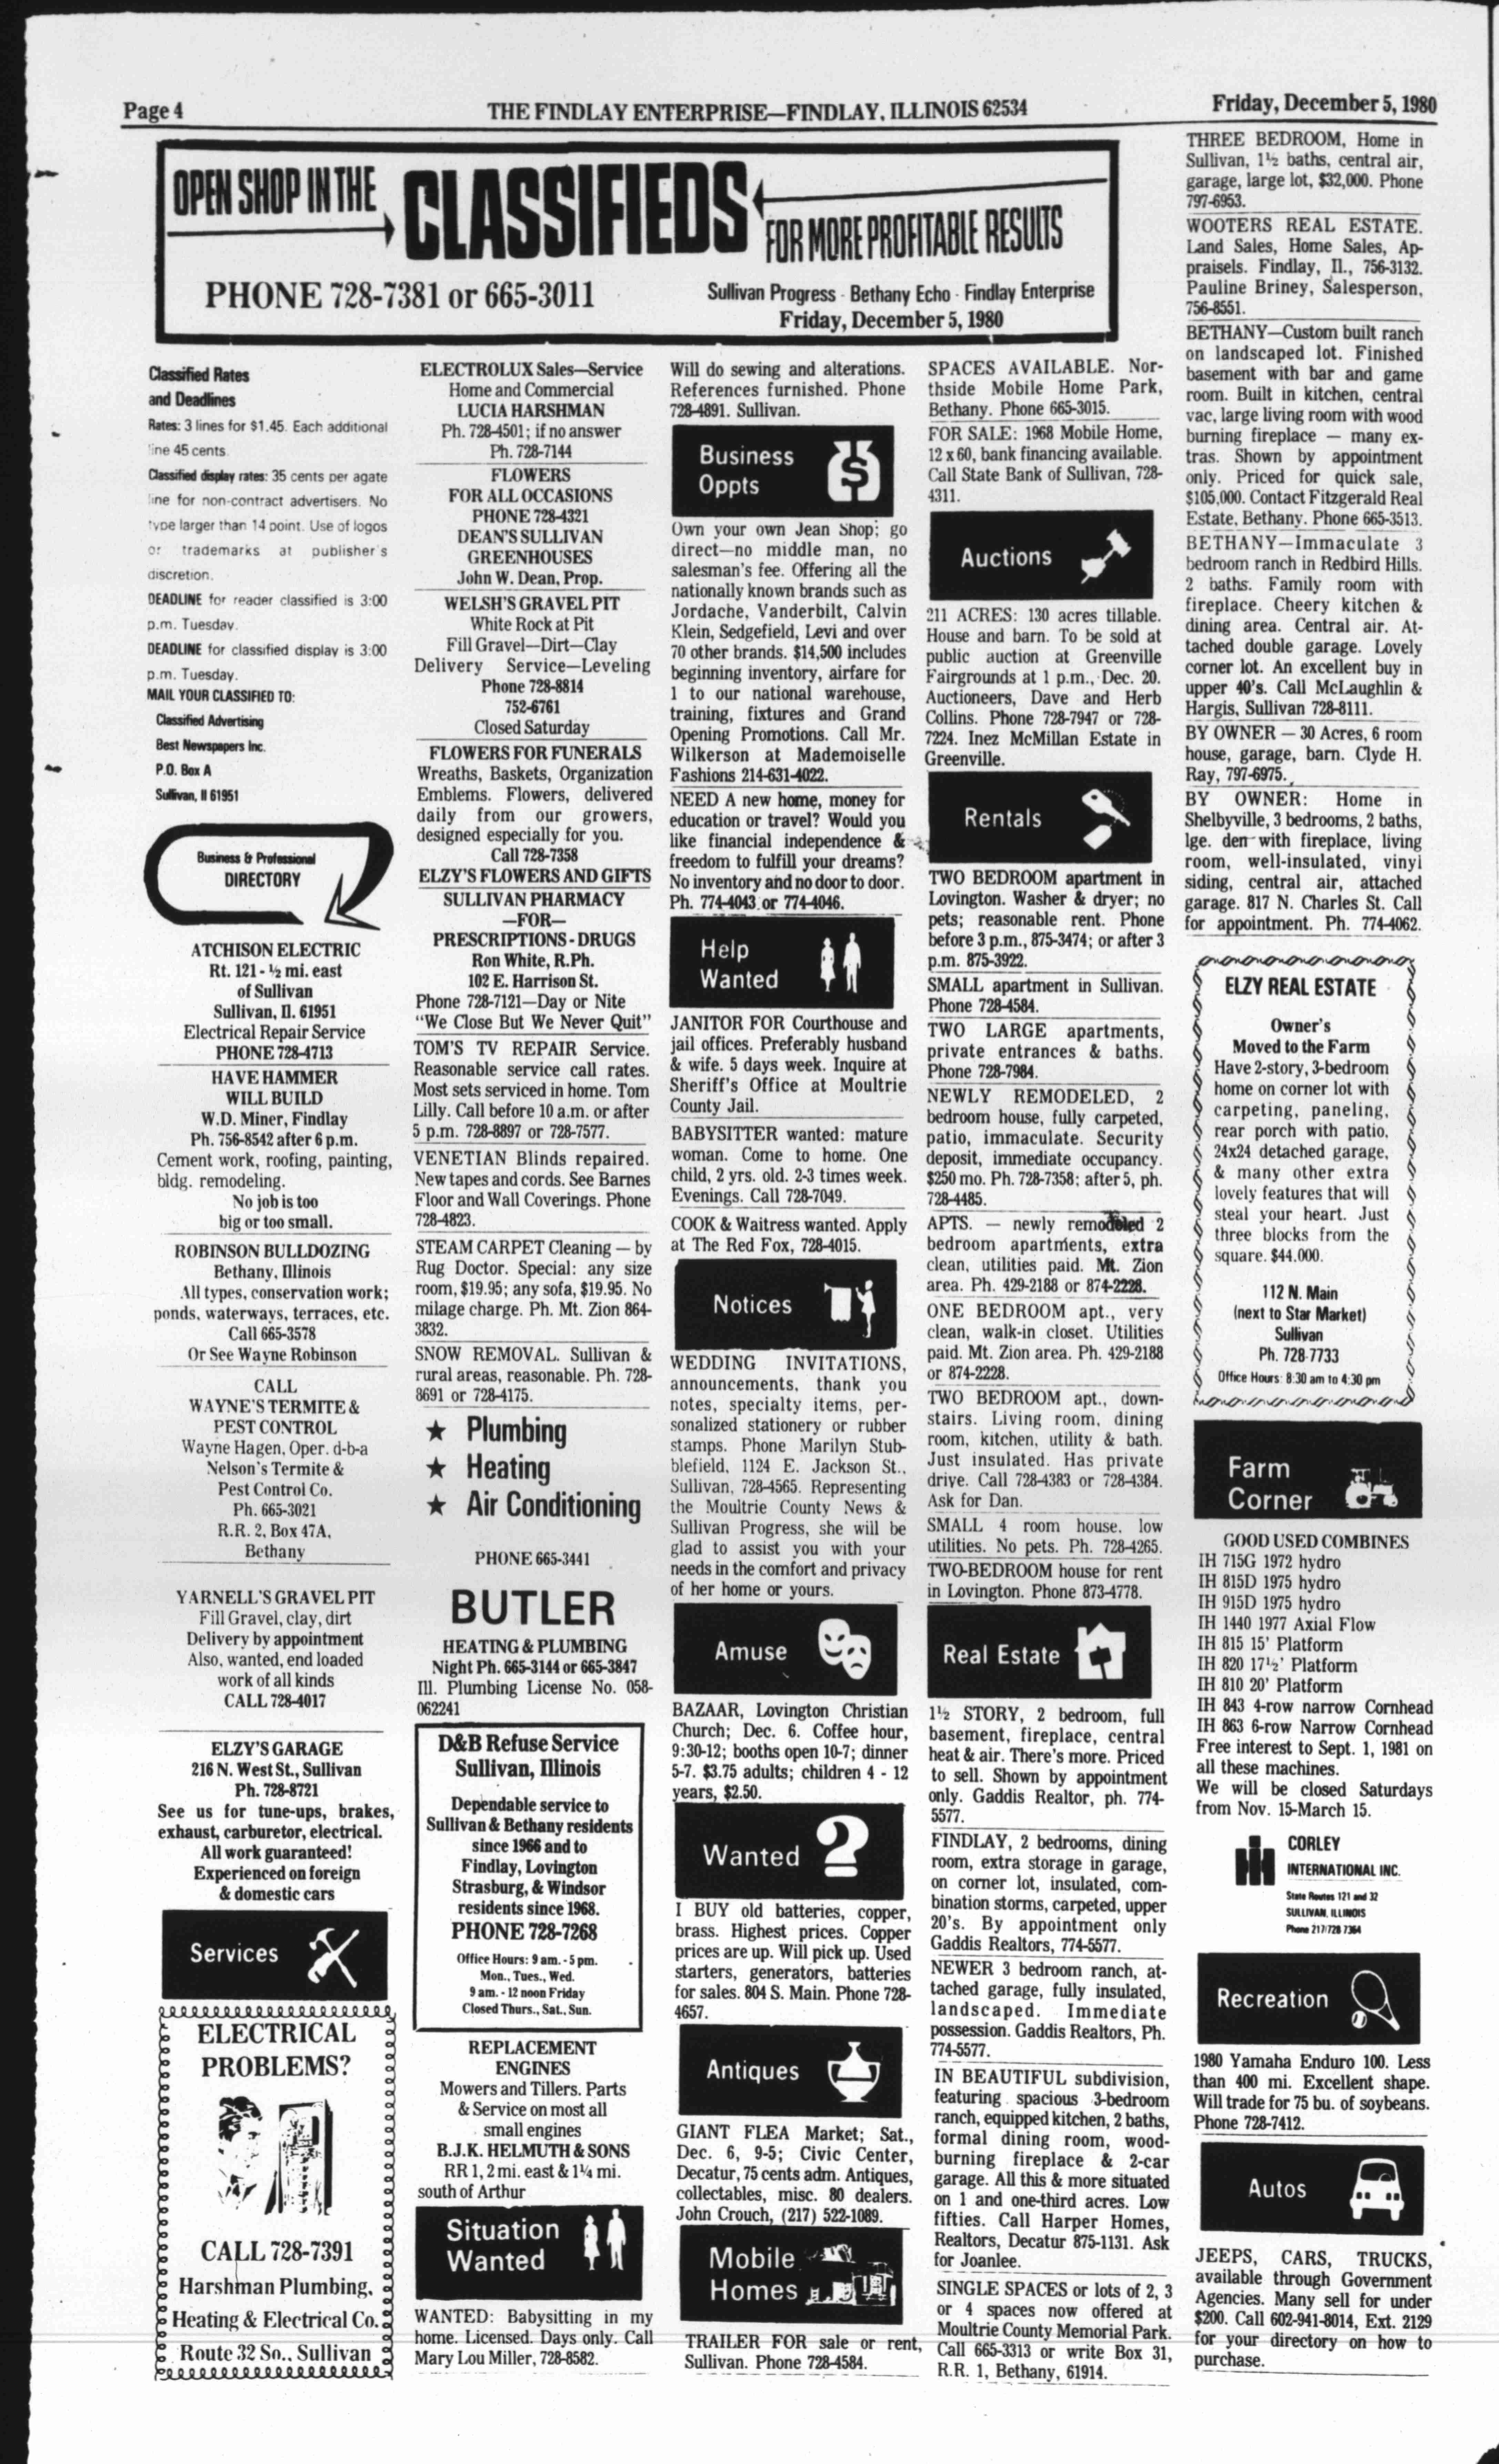 Page 4
THE FINDLAY ENTERPRISE—FINDLAY, ILLINOIS 62534
Friday, December 5, 1980
OPEN SHOP IN THE
CLASSIFIEDS
FOR MORE PROFITABLE RESULTS
PHONE 728-7381 or 665-3011
Sullivan Progress - Bethany Echo - Findlay Enterprise
Friday, December 5, 1980
Classified Rates
and Deadlines
Rates: 3 lines for $1.45. Each additional
line 45 cents.
Classified display rates: 35 cents per agate
line for non-contract advertisers. No
type larger than 14 point. Use of logos
or trademarks at publisher's
discretion.
DEADLINE for reader classified is 3:00
p.m. Tuesday.
DEADLINE for classified display is 3:00
p.m. Tuesday.
MAIL YOUR CLASSIFIED TO:
Classified Advertising
Best Newspapers Inc.
P.O. Box A
Sullivan, Il 61951
Business & Professional
DIRECTORY
ATCHISON ELECTRIC
Rt. 121 - ½ mi. east
of Sullivan
Sullivan, Il. 61951
Electrical Repair Service
PHONE 728-4713
HAVE HAMMER
WILL BUILD
W.D. Miner, Findlay
Ph. 756-8542 after 6 p.m.
Cement work, roofing, painting,
bldg. remodeling.
No job is too
big or too small.
ROBINSON BULLDOZING
Bethany, Illinois
All types, conservation work;
ponds, waterways, terraces, etc.
Call 665-3578
Or See Wayne Robinson
CALL
WAYNE'S TERMITE &
PEST CONTROL
Wayne Hagen, Oper. d-b-a
Nelson's Termite &
Pest Control Co.
Ph. 665-3021
R.R. 2, Box 47A,
Bethany
YARNELL'S GRAVEL PIT
Fill Gravel, clay, dirt
Delivery by appointment
Also, wanted, end loaded
work of all kinds
CALL 728-4017
ELZY'S GARAGE
216 N. West St., Sullivan
Ph. 728-8721
See us for tune-ups, brakes,
exhaust, carburetor, electrical.
All work guaranteed!
Experienced on foreign
& domestic cars
Services
ELECTRICAL
PROBLEMS?
CALL 728-7391
Harshman Plumbing,
Heating & Electrical Co.
Route 32 So., Sullivan
ELECTROLUX Sales—Service
Home and Commercial
LUCIA HARSHMAN
Ph. 728-4501; if no answer
Ph. 728-7144
FLOWERS
FOR ALL OCCASIONS
PHONE 728-4321
DEAN'S SULLIVAN
GREENHOUSES
John W. Dean, Prop.
WELSH'S GRAVEL PIT
White Rock at Pit
Fill Gravel—Dirt—Clay
Delivery Service—Leveling
Phone 728-8814
752-6761
Closed Saturday
FLOWERS FOR FUNERALS
Wreaths, Baskets, Organization
Emblems. Flowers, delivered
daily from our growers,
designed especially for you.
Call 728-7358
ELZY'S FLOWERS AND GIFTS
SULLIVAN PHARMACY
—FOR—
PRESCRIPTIONS - DRUGS
Ron White, R.Ph.
102 E. Harrison St.
Phone 728-7121—Day or Nite
"We Close But We Never Quit"
TOM'S TV REPAIR Service.
Reasonable service call rates.
Most sets serviced in home. Tom
Lilly. Call before 10 a.m. or after
5 p.m. 728-8897 or 728-7577.
VENETIAN Blinds repaired.
New tapes and cords. See Barnes
Floor and Wall Coverings. Phone
728-4823.
STEAM CARPET Cleaning — by
Rug Doctor. Special: any size
room, $19.95; any sofa, $19.95. No
milage charge. Ph. Mt. Zion 864-
3832.
SNOW REMOVAL. Sullivan &
rural areas, reasonable. Ph. 728-
8691 or 728-4175.
★ Plumbing
★ Heating
★ Air Conditioning
PHONE 665-3441
BUTLER
HEATING & PLUMBING
Night Ph. 665-3144 or 665-3847
Ill. Plumbing License No. 058-
062241
D&B Refuse Service
Sullivan, Illinois
Dependable service to
Sullivan & Bethany residents
since 1966 and to
Findlay, Lovington
Strasburg, & Windsor
residents since 1968.
PHONE 728-7268
Office Hours: 9 am. - 5 pm.
Mon., Tues., Wed.
9 am. - 12 noon Friday
Closed Thurs., Sat., Sun.
REPLACEMENT
ENGINES
Mowers and Tillers. Parts
& Service on most all
small engines
B.J.K. HELMUTH & SONS
RR 1, 2 mi. east & 1¼ mi.
south of Arthur
Situation
Wanted
WANTED: Babysitting in my
home. Licensed. Days only. Call
Mary Lou Miller, 728-8582.
Will do sewing and alterations.
References furnished. Phone
728-4891. Sullivan.
Business
Oppts
Own your own Jean Shop; go
direct—no middle man, no
salesman's fee. Offering all the
nationally known brands such as
Jordache, Vanderbilt, Calvin
Klein, Sedgefield, Levi and over
70 other brands. $14,500 includes
beginning inventory, airfare for
1 to our national warehouse,
training, fixtures and Grand
Opening Promotions. Call Mr.
Wilkerson at Mademoiselle
Fashions 214-631-4022.
NEED A new home, money for
education or travel? Would you
like financial independence &
freedom to fulfill your dreams?
No inventory and no door to door.
Ph. 774-4043 or 774-4046.
Help
Wanted
JANITOR FOR Courthouse and
jail offices. Preferably husband
& wife. 5 days week. Inquire at
Sheriff's Office at Moultrie
County Jail.
BABYSITTER wanted: mature
woman. Come to home. One
child, 2 yrs. old. 2-3 times week.
Evenings. Call 728-7049.
COOK & Waitress wanted. Apply
at The Red Fox, 728-4015.
Notices
WEDDING INVITATIONS,
announcements, thank you
notes, specialty items, per-
sonalized stationery or rubber
stamps. Phone Marilyn Stub-
blefield, 1124 E. Jackson St.,
Sullivan, 728-4565. Representing
the Moultrie County News &
Sullivan Progress, she will be
glad to assist you with your
needs in the comfort and privacy
of her home or yours.
Amuse
BAZAAR, Lovington Christian
Church; Dec. 6. Coffee hour,
9:30-12; booths open 10-7; dinner
5-7. $3.75 adults; children 4 - 12
years, $2.50.
Wanted
I BUY old batteries, copper,
brass. Highest prices. Copper
prices are up. Will pick up. Used
starters, generators, batteries
for sales. 804 S. Main. Phone 728-
4657.
Antiques
GIANT FLEA Market; Sat.,
Dec. 6, 9-5; Civic Center,
Decatur, 75 cents adm. Antiques,
collectables, misc. 80 dealers.
John Crouch, (217) 522-1089.
Mobile
Homes
TRAILER FOR sale or rent,
Sullivan. Phone 728-4584.
SPACES AVAILABLE. Nor-
thside Mobile Home Park,
Bethany. Phone 665-3015.
FOR SALE: 1968 Mobile Home,
12 x 60, bank financing available.
Call State Bank of Sullivan, 728-
4311.
Auctions
211 ACRES: 130 acres tillable.
House and barn. To be sold at
public auction at Greenville
Fairgrounds at 1 p.m., Dec. 20.
Auctioneers, Dave and Herb
Collins. Phone 728-7947 or 728-
7224. Inez McMillan Estate in
Greenville.
Rentals
TWO BEDROOM apartment in
Lovington. Washer & dryer; no
pets; reasonable rent. Phone
before 3 p.m., 875-3474; or after 3
p.m. 875-3922.
SMALL apartment in Sullivan.
Phone 728-4584.
TWO LARGE apartments,
private entrances & baths.
Phone 728-7984.
NEWLY REMODELED, 2
bedroom house, fully carpeted,
patio, immaculate. Security
deposit, immediate occupancy.
$250 mo. Ph. 728-7358; after 5, ph.
728-4485.
APTS. — newly remodeled 2
bedroom apartments, extra
clean, utilities paid. Mt. Zion
area. Ph. 429-2188 or 874-2228.
ONE BEDROOM apt., very
clean, walk-in closet. Utilities
paid. Mt. Zion area. Ph. 429-2188
or 874-2228.
TWO BEDROOM apt., down-
stairs. Living room, dining
room, kitchen, utility & bath.
Just insulated. Has private
drive. Call 728-4383 or 728-4384.
Ask for Dan.
SMALL 4 room house, low
utilities. No pets. Ph. 728-4265.
TWO-BEDROOM house for rent
in Lovington. Phone 873-4778.
Real Estate
1½ STORY, 2 bedroom, full
basement, fireplace, central
heat & air. There's more. Priced
to sell. Shown by appointment
only. Gaddis Realtor, ph. 774-
5577.
FINDLAY, 2 bedrooms, dining
room, extra storage in garage,
on corner lot, insulated, com-
bination storms, carpeted, upper
20's. By appointment only
Gaddis Realtors, 774-5577.
NEWER 3 bedroom ranch, at-
tached garage, fully insulated,
landscaped. Immediate
possession. Gaddis Realtors, Ph.
774-5577.
IN BEAUTIFUL subdivision,
featuring spacious 3-bedroom
ranch, equipped kitchen, 2 baths,
formal dining room, wood-
burning fireplace & 2-car
garage. All this & more situated
on 1 and one-third acres. Low
fifties. Call Harper Homes,
Realtors, Decatur 875-1131. Ask
for Joanlee.
SINGLE SPACES or lots of 2, 3
or 4 spaces now offered at
Moultrie County Memorial Park.
Call 665-3313 or write Box 31,
R.R. 1, Bethany, 61914.
THREE BEDROOM, Home in
Sullivan, 1½ baths, central air,
garage, large lot, $32,000. Phone
797-6953.
WOOTERS REAL ESTATE.
Land Sales, Home Sales, Ap-
praisels. Findlay, Il., 756-3132.
Pauline Briney, Salesperson,
756-8551.
BETHANY—Custom built ranch
on landscaped lot. Finished
basement with bar and game
room. Built in kitchen, central
vac, large living room with wood
burning fireplace — many ex-
tras. Shown by appointment
only. Priced for quick sale,
$105,000. Contact Fitzgerald Real
Estate, Bethany. Phone 665-3513.
BETHANY—Immaculate 3
bedroom ranch in Redbird Hills.
2 baths. Family room with
fireplace. Cheery kitchen &
dining area. Central air. At-
tached double garage. Lovely
corner lot. An excellent buy in
upper 40's. Call McLaughlin &
Hargis, Sullivan 728-8111.
BY OWNER — 30 Acres, 6 room
house, garage, barn. Clyde H.
Ray, 797-6975.
BY OWNER: Home in
Shelbyville, 3 bedrooms, 2 baths,
lge. den with fireplace, living
room, well-insulated, vinyl
siding, central air, attached
garage. 817 N. Charles St. Call
for appointment. Ph. 774-4062.
ELZY REAL ESTATE
Owner's
Moved to the Farm
Have 2-story, 3-bedroom
home on corner lot with
carpeting, paneling,
rear porch with patio,
24x24 detached garage,
& many other extra
lovely features that will
steal your heart. Just
three blocks from the
square. $44,000.
112 N. Main
(next to Star Market)
Sullivan
Ph. 728-7733
Office Hours: 8:30 am to 4:30 pm
Farm
Corner
GOOD USED COMBINES
IH 715G 1972 hydro
IH 815D 1975 hydro
IH 915D 1975 hydro
IH 1440 1977 Axial Flow
IH 815 15' Platform
IH 820 17½' Platform
IH 810 20' Platform
IH 843 4-row narrow Cornhead
IH 863 6-row Narrow Cornhead
Free interest to Sept. 1, 1981 on
all these machines.
We will be closed Saturdays
from Nov. 15-March 15.
CORLEY
INTERNATIONAL INC.
State Routes 121 and 32
SULLIVAN, ILLINOIS
Phone 217/728 7364
Recreation
1980 Yamaha Enduro 100. Less
than 400 mi. Excellent shape.
Will trade for 75 bu. of soybeans.
Phone 728-7412.
Autos
JEEPS, CARS, TRUCKS,
available through Government
Agencies. Many sell for under
$200. Call 602-941-8014, Ext. 2129
for your directory on how to
purchase.